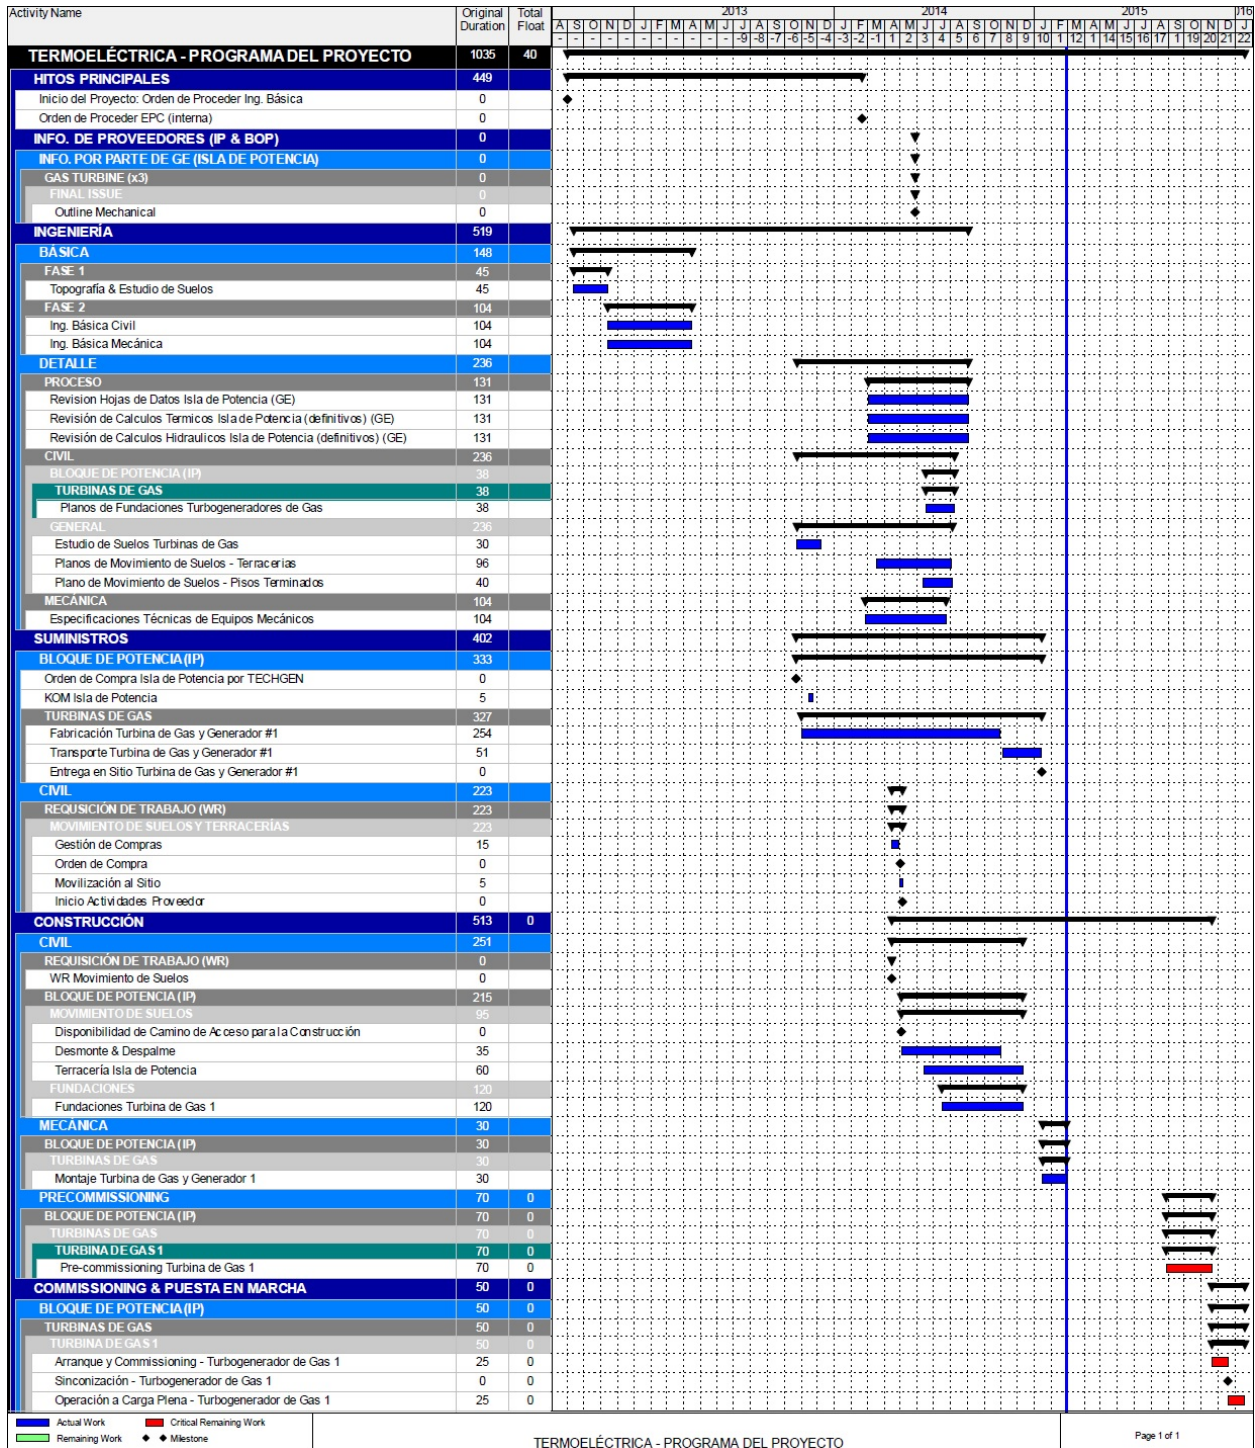 Activity Name Original Duration Total Float 2013 2014 2015 J16
A S O N D J F M A M J J A S O N D J F M A M J J A S O N D J F M A M J J A S O N D J
- - - - - - - - - - -9 -8 -7 -6 -5 -4 -3 -2 -1 1 2 3 4 5 6 7 8 9 10 1 12 M 14 15 16 17 1 19 20 21 22
TERMOELÉCTRICA - PROGRAMA DEL PROYECTO 1035 40
HITOS PRINCIPALES 449
Inicio del Proyecto: Orden de Proceder Ing. Básica 0
Orden de Proceder EPC (interna) 0
INFO. DE PROVEEDORES (IP & BOP) 0
INFO. POR PARTE DE GE (ISLA DE POTENCIA) 0
GAS TURBINE (x3) 0
FINAL ISSUE 0
Outline Mechanical 0
INGENIERÍA 519
BÁSICA 148
FASE 1 45
Topografía & Estudio de Suelos 45
FASE 2 104
Ing. Básica Civil 104
Ing. Básica Mecánica 104
DETALLE 236
PROCESO 131
Revision Hojas de Datos Isla de Potencia (GE) 131
Revisión de Calculos Termicos Isla de Potencia (definitivos) (GE) 131
Revisión de Calculos Hidraulicos Isla de Potencia (definitivos) (GE) 131
CIVIL 236
BLOQUE DE POTENCIA (IP) 38
TURBINAS DE GAS 38
Planos de Fundaciones Turbogeneradores de Gas 38
GENERAL 236
Estudio de Suelos Turbinas de Gas 30
Planos de Movimiento de Suelos - Terracerias 96
Plano de Movimiento de Suelos - Pisos Terminados 40
MECÁNICA 104
Especificaciones Técnicas de Equipos Mecánicos 104
SUMINISTROS 402
BLOQUE DE POTENCIA (IP) 333
Orden de Compra Isla de Potencia por TECHGEN 0
KOM Isla de Potencia 5
TURBINAS DE GAS 327
Fabricación Turbina de Gas y Generador #1 254
Transporte Turbina de Gas y Generador #1 51
Entrega en Sitio Turbina de Gas y Generador #1 0
CIVIL 223
REQUSICIÓN DE TRABAJO (WR) 223
MOVIMIENTO DE SUELOS Y TERRACERÍAS 223
Gestión de Compras 15
Orden de Compra 0
Movilización al Sitio 5
Inicio Actividades Proveedor 0
CONSTRUCCIÓN 513 0
CIVIL 251
REQUISICIÓN DE TRABAJO (WR) 0
WR Movimiento de Suelos 0
BLOQUE DE POTENCIA (IP) 215
MOVIMIENTO DE SUELOS 95
Disponibilidad de Camino de Acceso para la Construcción 0
Desmonte & Despalme 35
Terracería Isla de Potencia 60
FUNDACIONES 120
Fundaciones Turbina de Gas 1 120
MECÁNICA 30
BLOQUE DE POTENCIA (IP) 30
TURBINAS DE GAS 30
Montaje Turbina de Gas y Generador 1 30
PRECOMMISSIONING 70 0
BLOQUE DE POTENCIA (IP) 70 0
TURBINAS DE GAS 70 0
TURBINA DE GAS 1 70 0
Pre-commissioning Turbina de Gas 1 70 0
COMMISSIONING & PUESTA EN MARCHA 50 0
BLOQUE DE POTENCIA (IP) 50 0
TURBINAS DE GAS 50 0
TURBINA DE GAS 1 50 0
Arranque y Commissioning - Turbogenerador de Gas 1 25 0
Sinconización - Turbogenerador de Gas 1 0 0
Operación a Carga Plena - Turbogenerador de Gas 1 25 0
Actual Work Critical Remaining Work
Remaining Work Milestone
TERMOELÉCTRICA - PROGRAMA DEL PROYECTO
Page 1 of 1